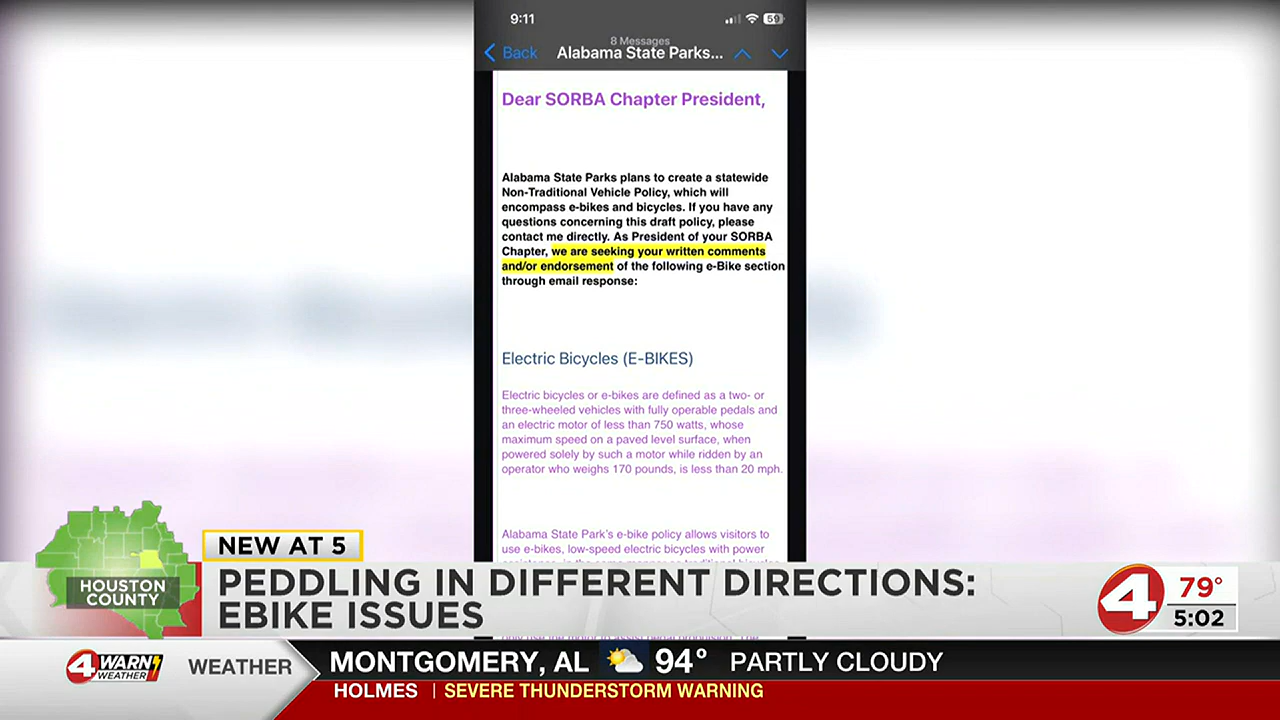 9:11
59
8 Messages
Back
Alabama State Parks...
Dear SORBA Chapter President,
Alabama State Parks plans to create a statewide
Non-Traditional Vehicle Policy, which will
encompass e-bikes and bicycles. If you have any
questions concerning this draft policy, please
contact me directly. As President of your SORBA
Chapter, we are seeking your written comments
and/or endorsement of the following e-Bike section
through email response:
Electric Bicycles (E-BIKES)
Electric bicycles or e-bikes are defined as a two- or
three-wheeled vehicles with fully operable pedals and
an electric motor of less than 750 watts, whose
maximum speed on a paved level surface, when
powered solely by such a motor while ridden by an
operator who weighs 170 pounds, is less than 20 mph.
Alabama State Park's e-bike policy allows visitors to
use e-bikes, low-speed electric bicycles with power
HOUSTON
COUNTY
NEW AT 5
PEDDLING IN DIFFERENT DIRECTIONS:
EBIKE ISSUES
4
79°
5:02
4 WARN
WEATHER
WEATHER
MONTGOMERY, AL 94° PARTLY CLOUDY
HOLMES | SEVERE THUNDERSTORM WARNING